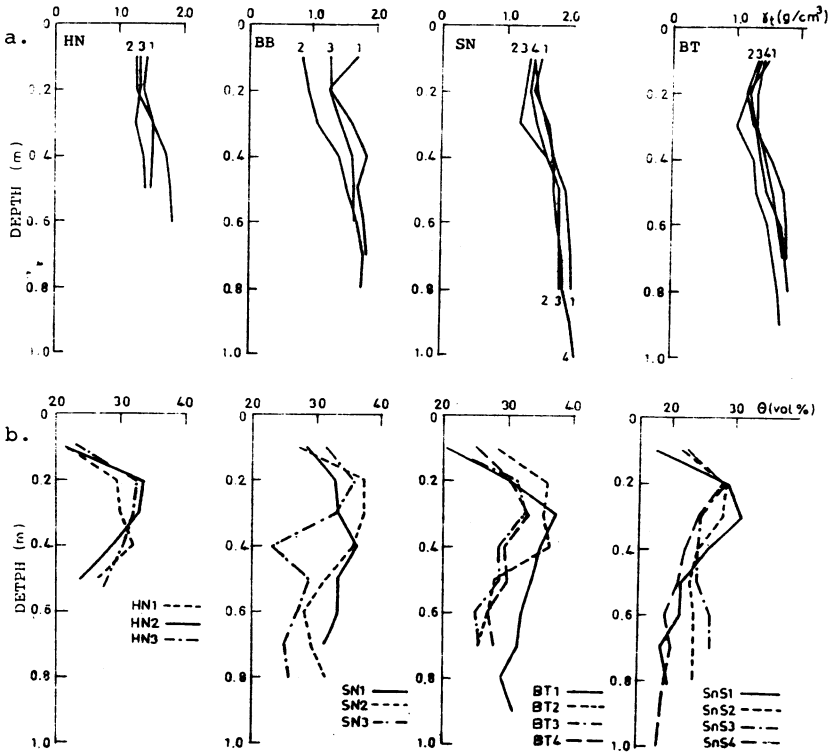 0 1.0 2.0 0 1.0 2.0 0 1.0 2.0 0 1.0 ɣt(g/cm³)
a.
HN
BB
SN
BT
2 3 1
2 3 1
2 3 4 1
2 3 4 1
0.2 0.2 0.2
0.4 0.4 0.4 0.4
0.6 0.6 0.6
0.8 0.8 0.8 0.8
2 3 1
4
1.0 1.0 1.0 1.0
DEPTH (m)
b.
20 30 40 20 30 40 20 30 40 20 30 θ(vol %)
0 0 0 0
0.2 0.2 0.2 0.2
0.4 0.4 0.4 0.4
0.6 0.6 0.6 0.6
0.8 0.8 0.8 0.8
1.0 1.0 1.0 1.0
DETPH (m)
HN1
HN2
HN3
SN1
SN2
SN3
BT1
BT2
BT3
BT4
SnS1
SnS2
SnS3
SnS4